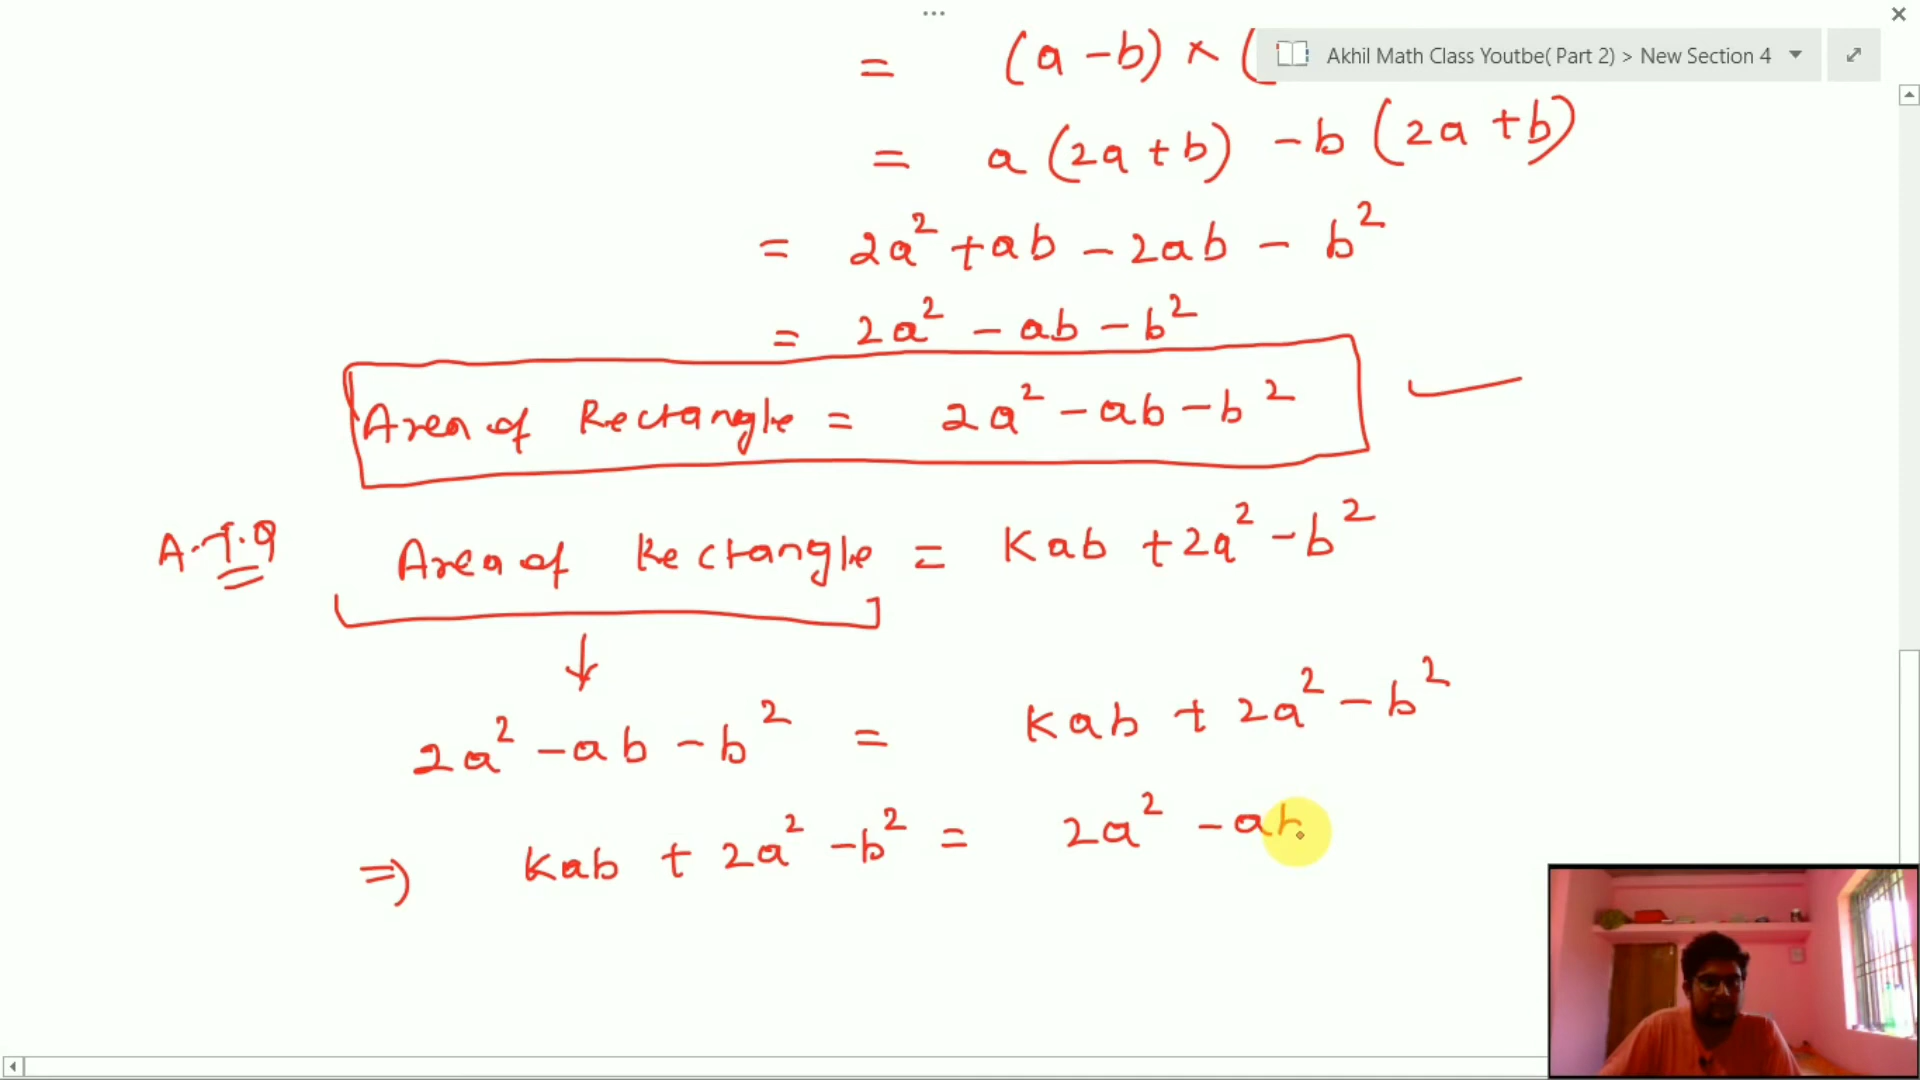 = (a - b) × (
Akhil Math Class Youtbe( Part 2) > New Section 4
= a (2a + b) - b (2a + b)
= 2a² + ab - 2ab - b²
= 2a² - ab - b²
Area of Rectangle = 2a² - ab - b²
A.T.Q Area of Rectangle = Kab + 2a² - b²
2a² - ab - b² = Kab + 2a² - b²
⇒ Kab + 2a² - b² = 2a² - ab